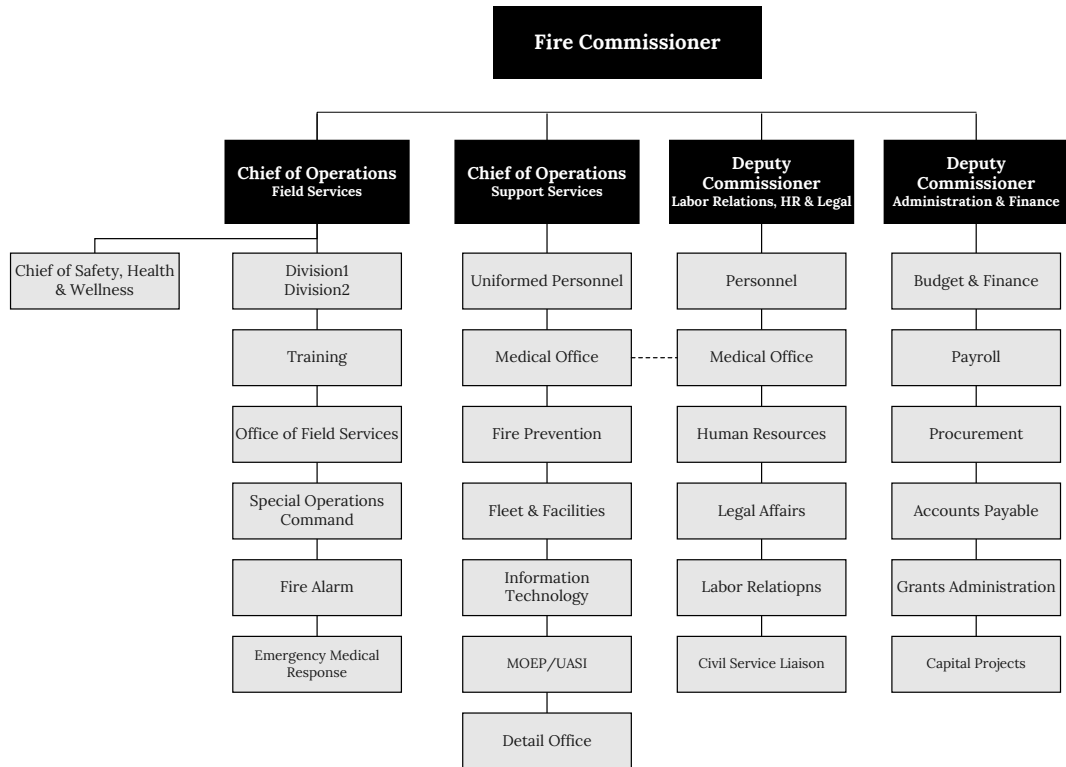 Fire Commissioner
Chief of Operations
Field Services
Chief of Operations
Support Services
Deputy
Commissioner
Labor Relations, HR & Legal
Deputy
Commissioner
Administration & Finance
Chief of Safety, Health
& Wellness
Division1
Division2
Training
Office of Field Services
Special Operations
Command
Fire Alarm
Emergency Medical
Response
Uniformed Personnel
Medical Office
Fire Prevention
Fleet & Facilities
Information
Technology
MOEP/UASI
Detail Office
Personnel
Medical Office
Human Resources
Legal Affairs
Labor Relatiopns
Civil Service Liaison
Budget & Finance
Payroll
Procurement
Accounts Payable
Grants Administration
Capital Projects